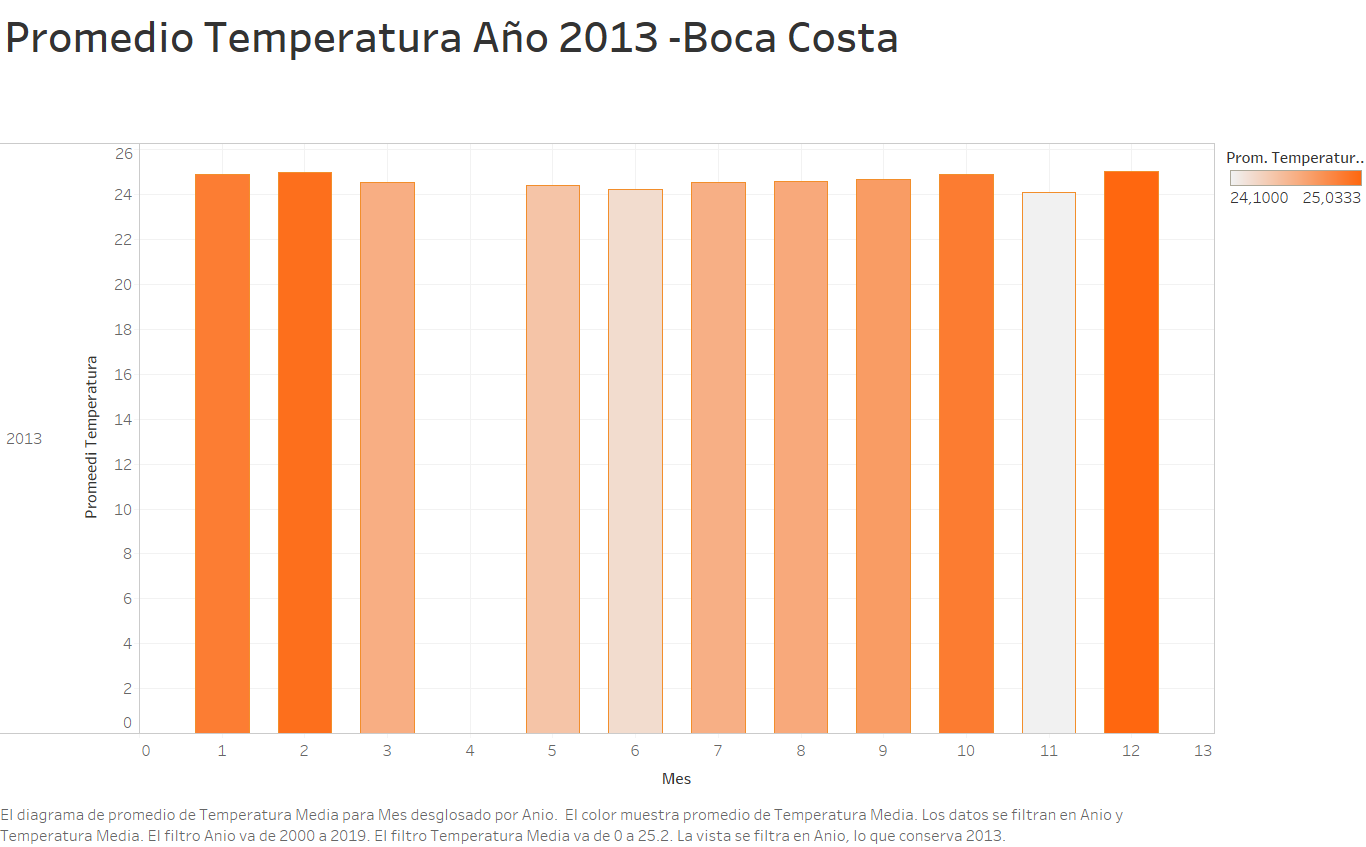 Promedio Temperatura Año 2013 -Boca Costa
Prom. Temperatur..
24,1000 25,0333
26
24
22
20
18
16
14
12
10
8
6
4
2
0
2013
Promeedi Temperatura
0 1 2 3 4 5 6 7 8 9 10 11 12 13
Mes
El diagrama de promedio de Temperatura Media para Mes desglosado por Anio. El color muestra promedio de Temperatura Media. Los datos se filtran en Anio y
Temperatura Media. El filtro Anio va de 2000 a 2019. El filtro Temperatura Media va de 0 a 25.2. La vista se filtra en Anio, lo que conserva 2013.